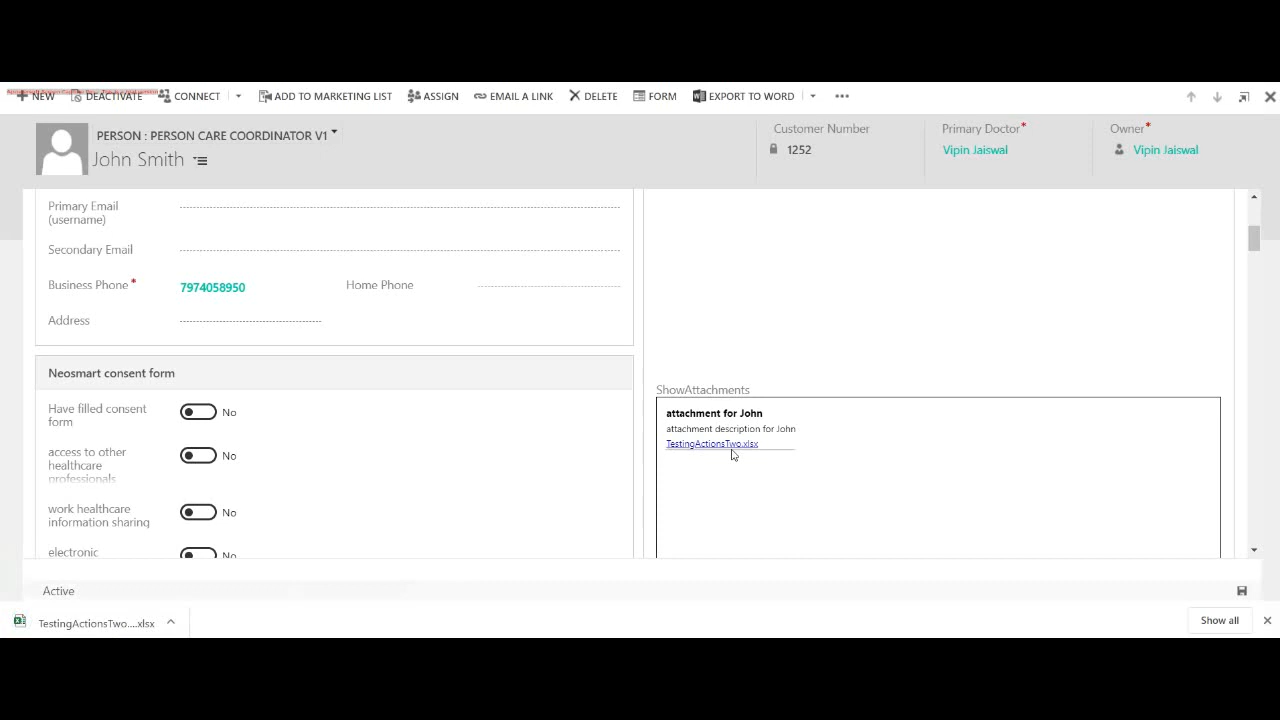 NEW DEACTIVATE CONNECT ADD TO MARKETING LIST ASSIGN EMAIL A LINK DELETE FORM EXPORT TO WORD •••
PERSON : PERSON CARE COORDINATOR V1
John Smith
Customer Number
1252
Primary Doctor*
Vipin Jaiswal
Owner*
Vipin Jaiswal
Primary Email
(username)
Secondary Email
Business Phone*
7974058950
Home Phone
Address
Neosmart consent form
Have filled consent
form
No
access to other
healthcare
professionals
No
work healthcare
information sharing
No
electronic
No
ShowAttachments
attachment for John
attachment description for John
TestingActionsTwo.xlsx
Active
TestingActionsTwo....xlsx
Show all